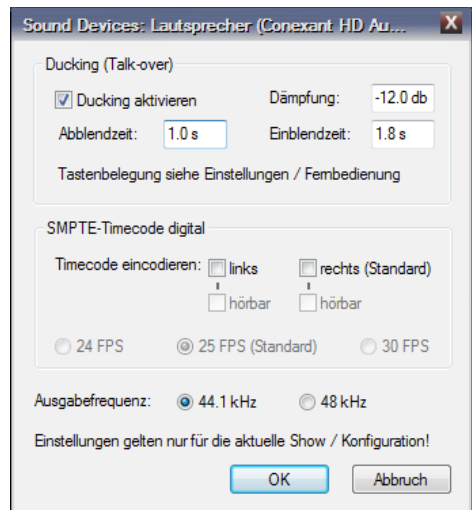 Sound Devices: Lautsprecher (Conexant HD Au...
Ducking (Talk-over)
Ducking aktivieren Dämpfung: -12.0 db
Abblendzeit: 1.0 s Einblendzeit: 1.8 s
Tastenbelegung siehe Einstellungen / Fernbedienung
SMPTE-Timecode digital
Timecode eincodieren: links rechts (Standard)
hörbar hörbar
24 FPS 25 FPS (Standard) 30 FPS
Ausgabefrequenz: 44.1 kHz 48 kHz
Einstellungen gelten nur für die aktuelle Show / Konfiguration!
OK Abbruch